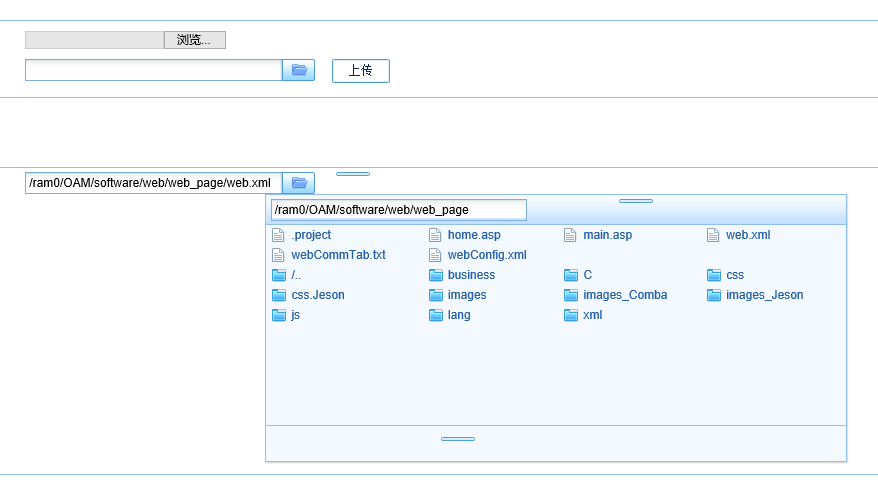 浏览...
上传
/ram0/OAM/software/web/web_page/web.xml
/ram0/OAM/software/web/web_page
.project home.asp main.asp web.xml
webCommTab.txt webConfig.xml
/.. business C css
css.Jeson images images_Comba images_Jeson
js lang xml